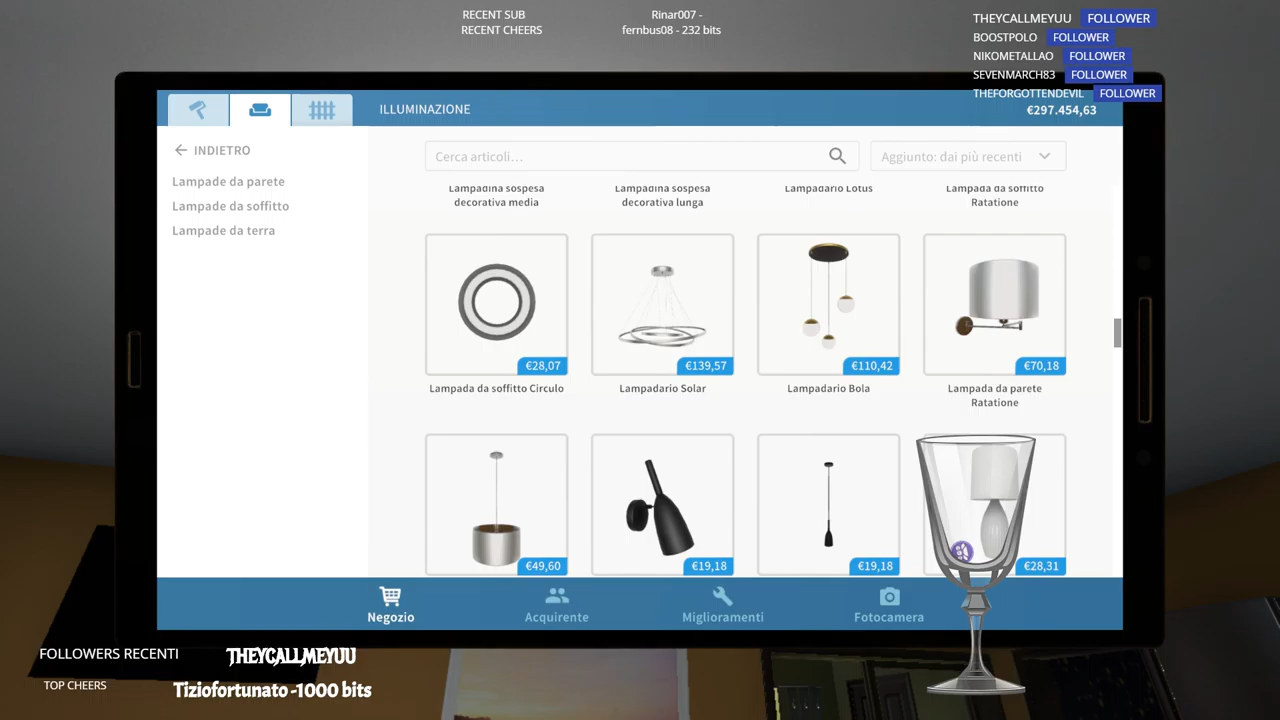 RECENT SUB
Rinar007 -
RECENT CHEERS
fernbus08 - 232 bits
THEYCALLMEYUU FOLLOWER
BOOSTPOLO FOLLOWER
NIKOMETALLAO FOLLOWER
SEVENMARCH83 FOLLOWER
THEFORGOTTENDEVIL FOLLOWER
ILLUMINAZIONE
€297.454,63
INDIETRO
Lampade da parete
Lampade da soffitto
Lampade da terra
Cerca articoli...
Aggiunto: dai più recenti
Lampadina sospesa
decorativa media
Lampadina sospesa
decorativa lunga
Lampadario Lotus
Lampada da soffitto
Ratatione
€28,07
€139,57
€110,42
€70,18
Lampada da soffitto Circulo
Lampadario Solar
Lampadario Bola
Lampada da parete
Ratatione
€49,60
€19,18
€19,18
€28,31
Negozio
Acquirente
Miglioramenti
Fotocamera
FOLLOWERS RECENTI
THEYCALLMEYUU
TOP CHEERS
Tiziofortunato -1000 bits